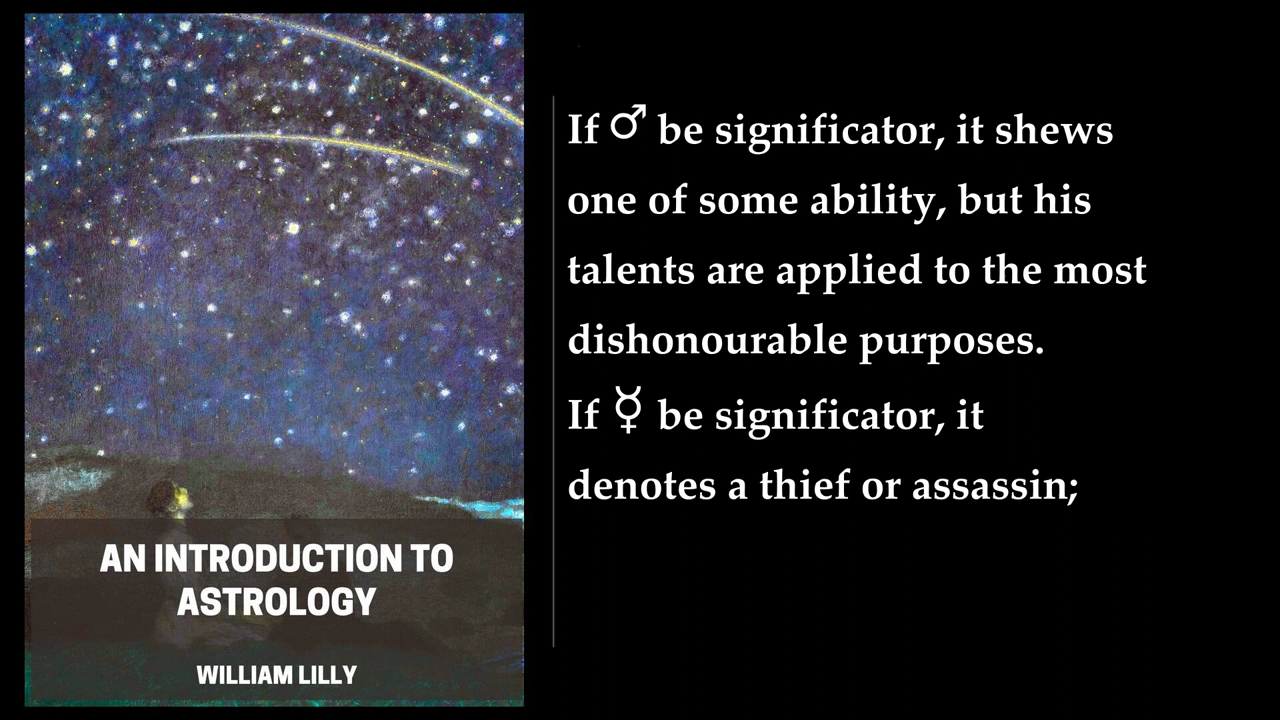 If ♂ be significator, it shews
one of some ability, but his
talents are applied to the most
dishonourable purposes.
If ☿ be significator, it
denotes a thief or assassin;
AN INTRODUCTION TO
ASTROLOGY
WILLIAM LILLY